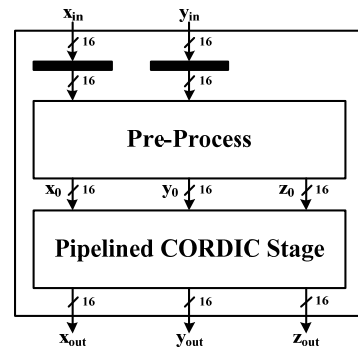 x_in y_in
16 16
16 16
Pre-Process
x_0 16 y_0 16 z_0 16
Pipelined CORDIC Stage
16 16 16
x_out y_out z_out